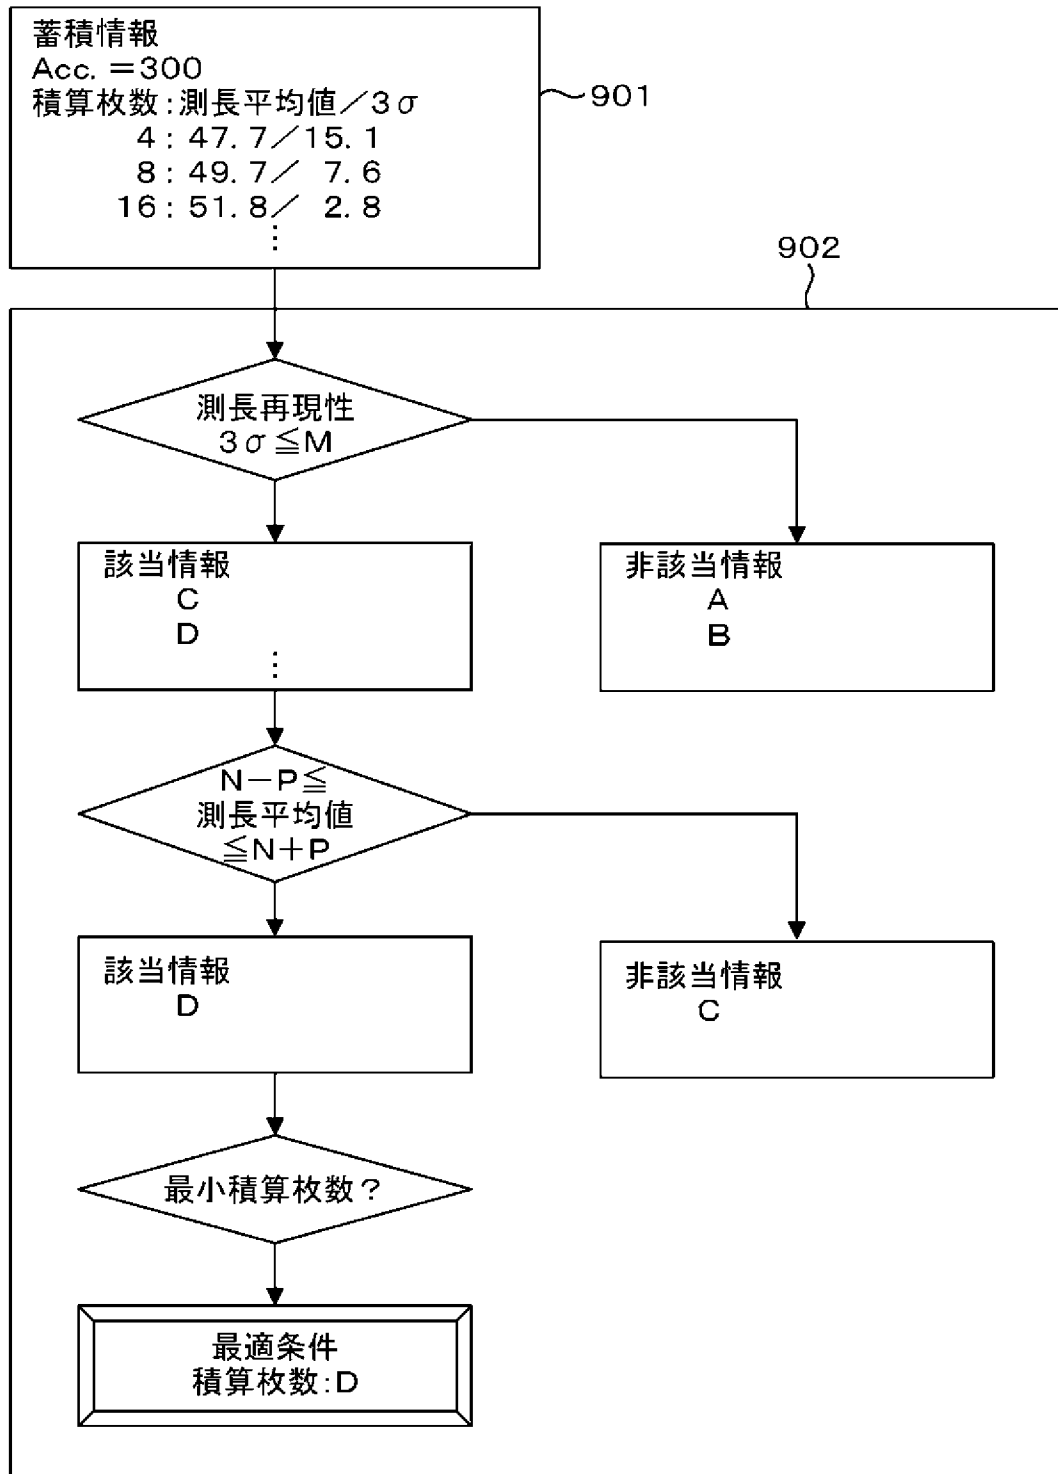 蓄積情報
Acc. =300
積算枚数:測長平均値／3σ
4：47.7／15.1
8：49.7／ 7.6
16：51.8／ 2.8
⋮
901
902
測長再現性
3σ≦M
該当情報
C
D
⋮
非該当情報
A
B
N−P≦
測長平均値
≦N+P
該当情報
D
非該当情報
C
最小積算枚数？
最適条件
積算枚数:D